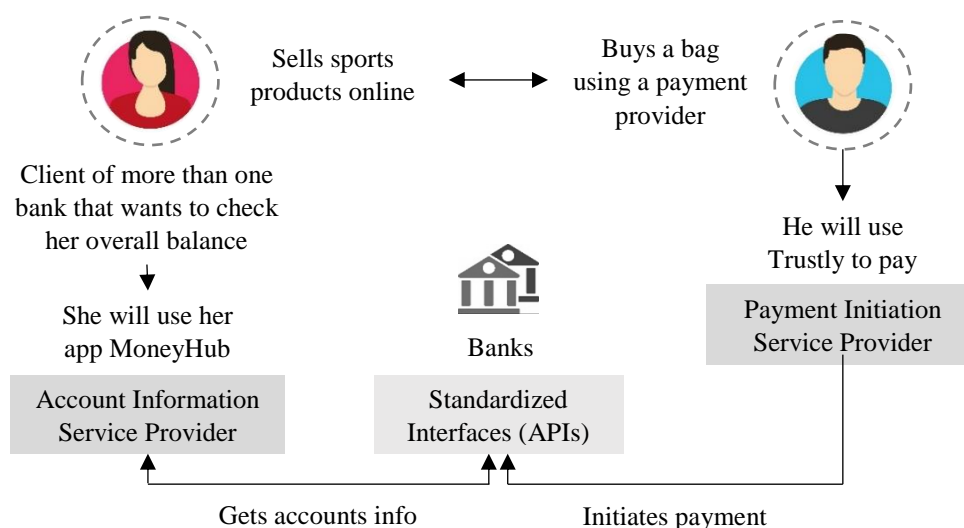 Sells sports
products online
Buys a bag
using a payment
provider
Client of more than one
bank that wants to check
her overall balance
He will use
Trustly to pay
She will use her
app MoneyHub
Banks
Payment Initiation
Service Provider
Account Information
Service Provider
Standardized
Interfaces (APIs)
Gets accounts info
Initiates payment